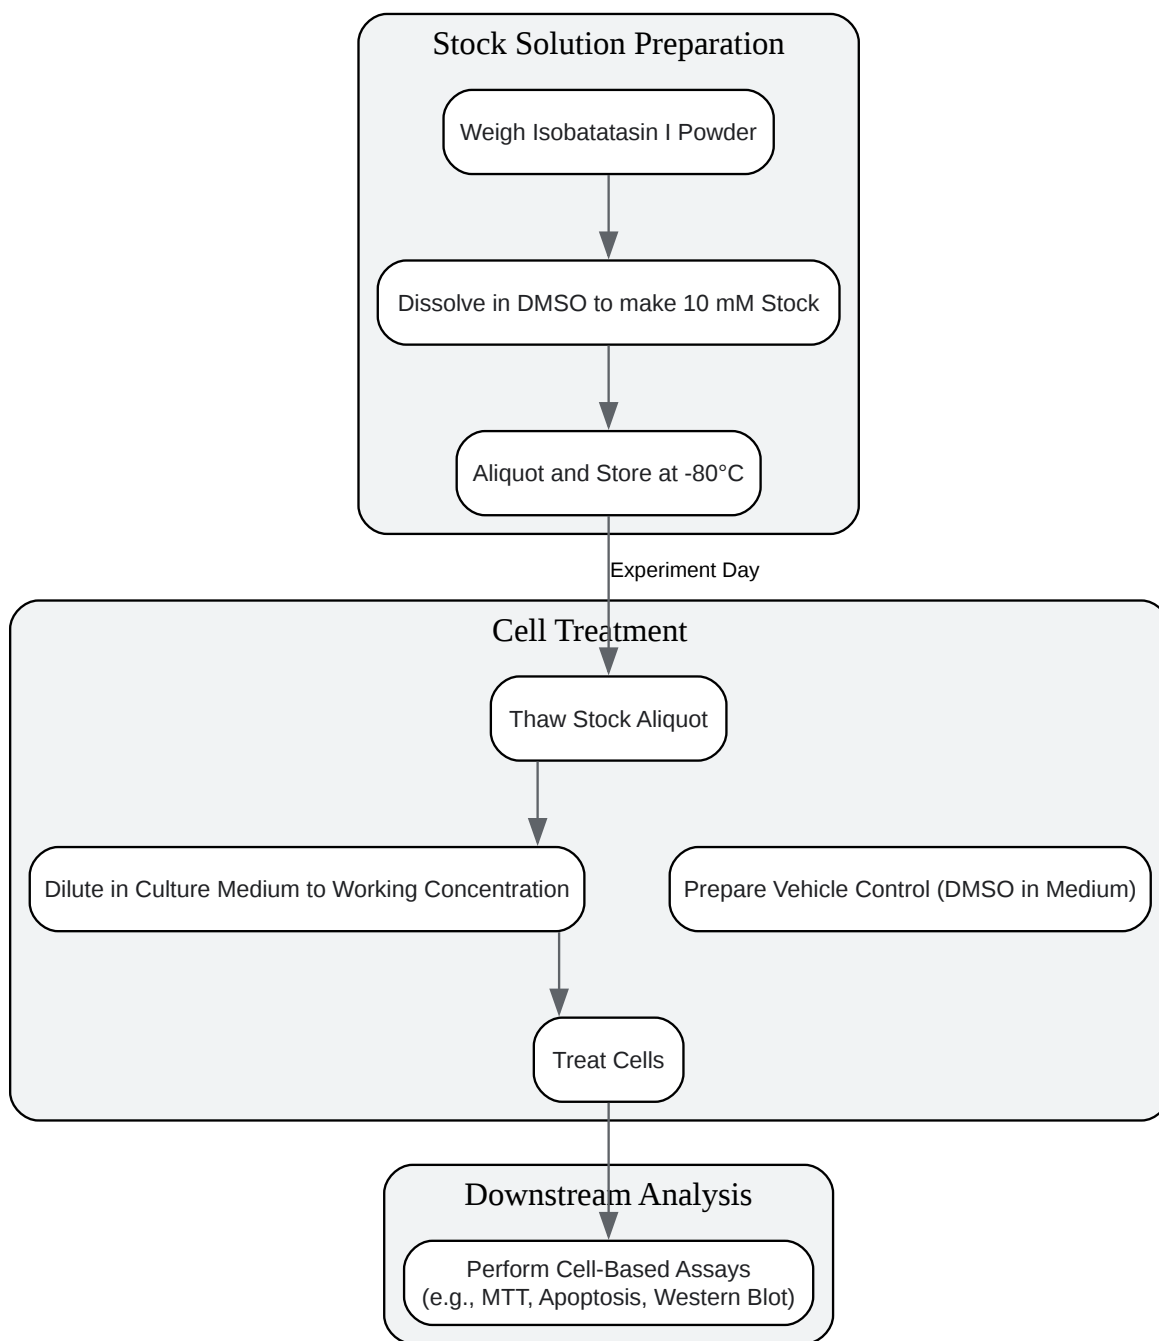 Stock Solution Preparation
Weigh Isobatatasin I Powder
Dissolve in DMSO to make 10 mM Stock
Aliquot and Store at -80°C
Experiment Day
Cell Treatment
Thaw Stock Aliquot
Dilute in Culture Medium to Working Concentration
Prepare Vehicle Control (DMSO in Medium)
Treat Cells
Downstream Analysis
Perform Cell-Based Assays
(e.g., MTT, Apoptosis, Western Blot)